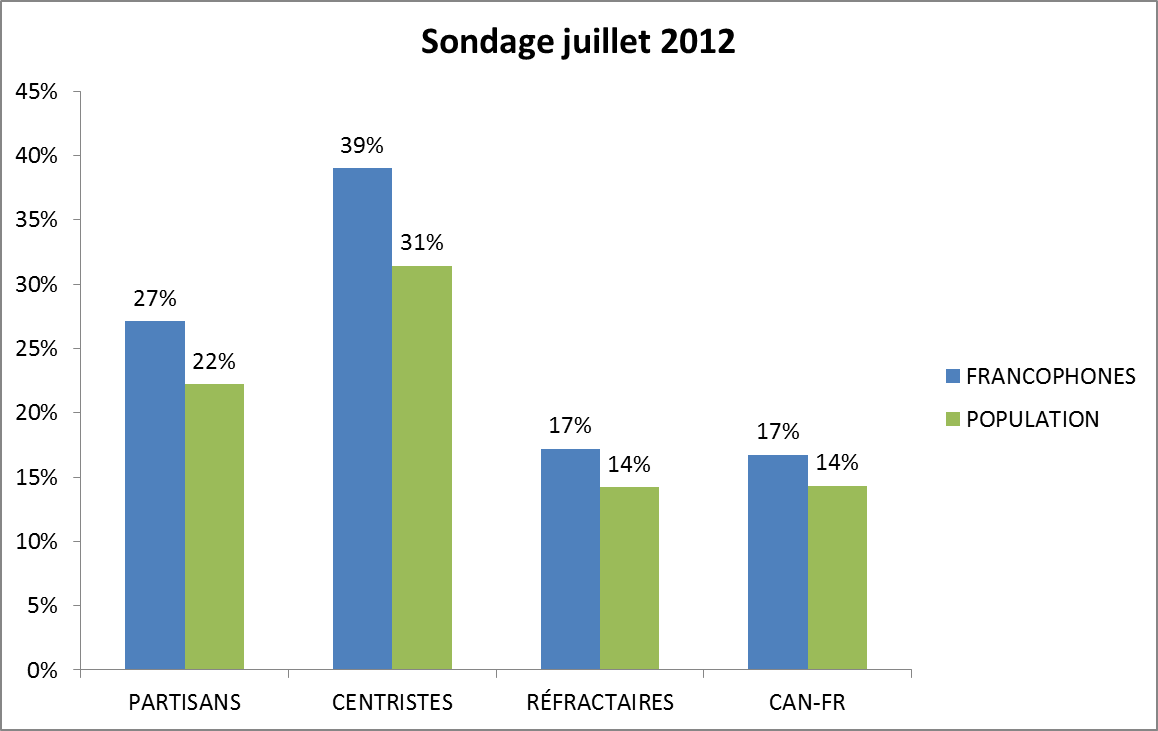 Sondage juillet 2012
45%
40%
35%
30%
25%
20%
15%
10%
5%
0%
27%
22%
39%
31%
17%
14%
17%
14%
PARTISANS
CENTRISTES
RÉFRACTAIRES
CAN-FR
FRANCOPHONES
POPULATION